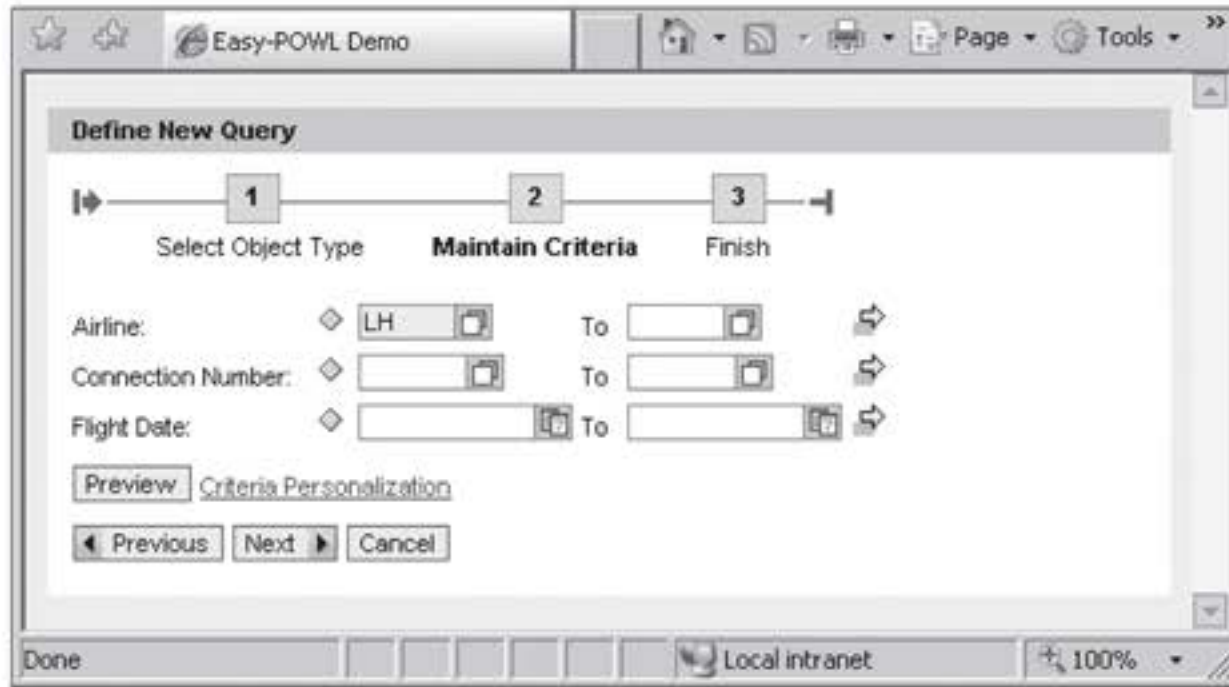 Easy-POWL Demo
Page
Tools
»
Define New Query
1
2
3
Select Object Type
Maintain Criteria
Finish
Airline:
LH
To
Connection Number:
To
Flight Date:
To
Preview
Criteria Personalization
Previous
Next
Cancel
Done
Local intranet
100%